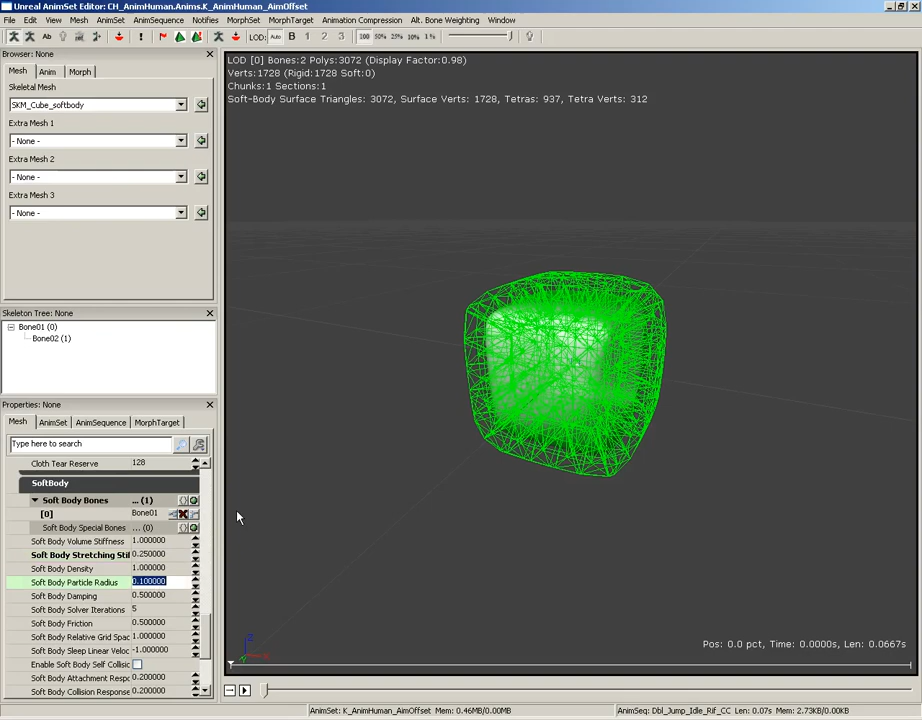 Unreal AnimSet Editor: CH_AnimHuman.Anims.K_AnimHuman_AimOffset
File Edit View Mesh AnimSet AnimSequence Notifies MorphSet MorphTarget Animation Compression Alt. Bone Weighting Window
Ab LOD: Auto B 1 2 3 100 50% 25% 10% 1 %
Browser: None
Mesh Anim Morph
Skeletal Mesh
SKM_Cube_softbody
Extra Mesh 1
- None -
Extra Mesh 2
- None -
Extra Mesh 3
- None -
LOD [0] Bones:2 Polys:3072 (Display Factor:0.98)
Verts:1728 (Rigid:1728 Soft:0)
Chunks:1 Sections:1
Soft-Body Surface Triangles: 3072, Surface Verts: 1728, Tetras: 937, Tetra Verts: 312
Skeleton Tree: None
Bone01 (0)
Bone02 (1)
Properties: None
Mesh AnimSet AnimSequence MorphTarget
Type here to search
Cloth Tear Reserve 128
SoftBody
Soft Body Bones ... (1)
[0] Bone01
Soft Body Special Bones ... (0)
Soft Body Volume Stiffness 1.000000
Soft Body Stretching Stif 0.250000
Soft Body Density 1.000000
Soft Body Particle Radius 0.100000
Soft Body Damping 0.500000
Soft Body Solver Iterations 5
Soft Body Friction 0.500000
Soft Body Relative Grid Spac 1.000000
Soft Body Sleep Linear Veloc -1.000000
Enable Soft Body Self Collisic
Soft Body Attachment Respo 0.200000
Soft Body Collision Response 0.200000
Z
X
Y
Pos: 0.0 pct, Time: 0.0000s, Len: 0.0667s
AnimSet: K_AnimHuman_AimOffset Mem: 0.46MB/0.00MB AnimSeq: Dbl_Jump_Idle_Rif_CC Len: 0.07s Mem: 2.73KB/0.00KB